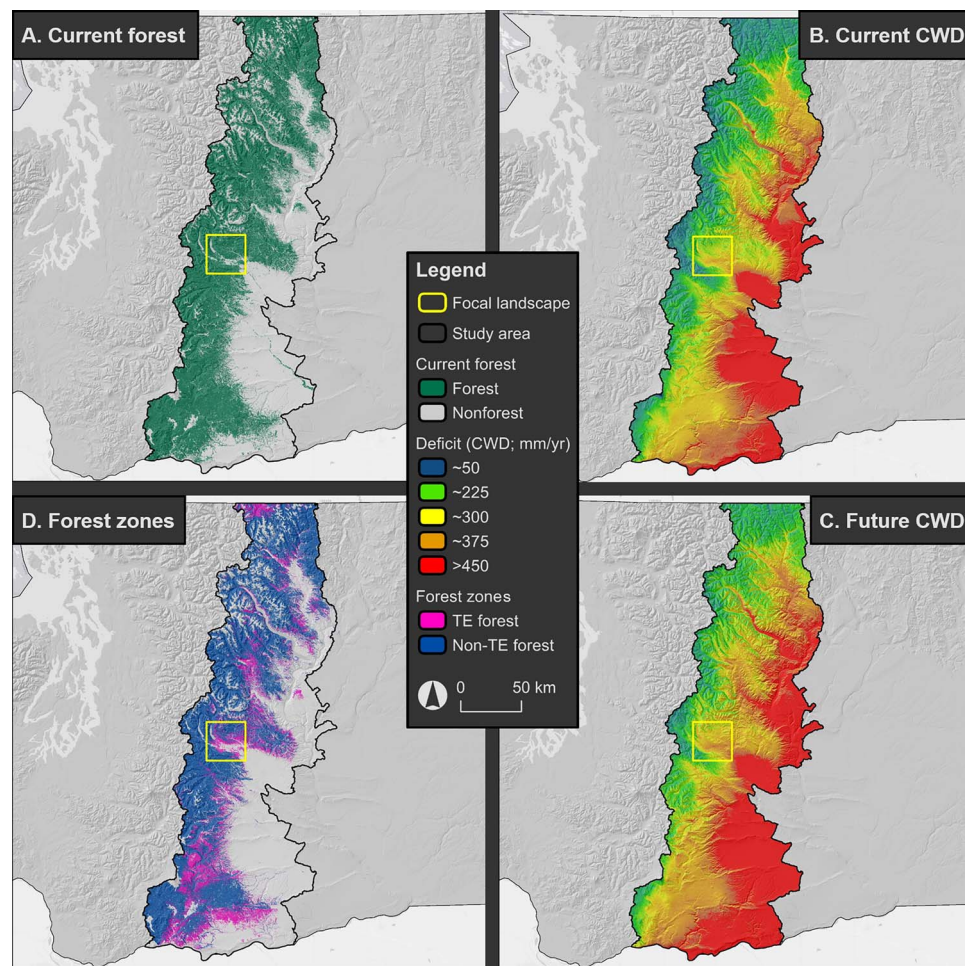 A. Current forest
B. Current CWD
Legend
Focal landscape
Study area
Current forest
Forest
Nonforest
Deficit (CWD; mm/yr)
~50
~225
~300
~375
>450
Forest zones
TE forest
Non-TE forest
0 50 km
D. Forest zones
C. Future CWD